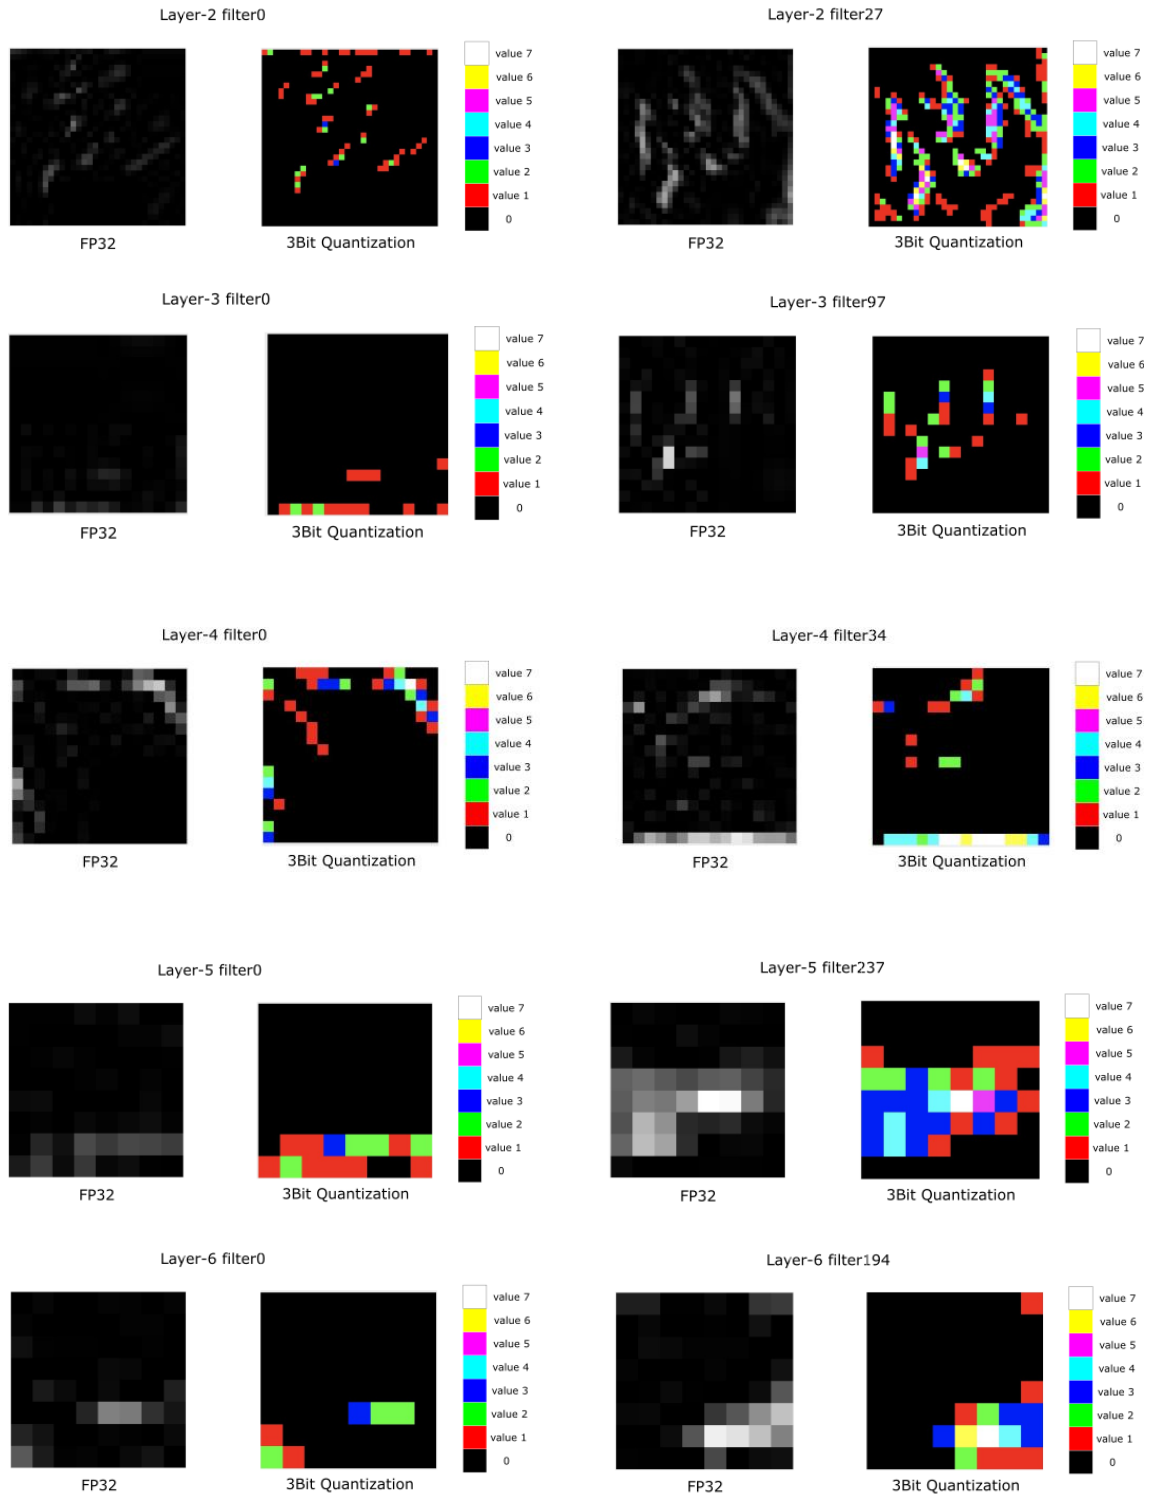 Layer-2 filter0
value 7
value 6
value 5
value 4
value 3
value 2
value 1
0
FP32
3Bit Quantization
Layer-2 filter27
value 7
value 6
value 5
value 4
value 3
value 2
value 1
0
FP32
3Bit Quantization
Layer-3 filter0
value 7
value 6
value 5
value 4
value 3
value 2
value 1
0
FP32
3Bit Quantization
Layer-3 filter97
value 7
value 6
value 5
value 4
value 3
value 2
value 1
0
FP32
3Bit Quantization
Layer-4 filter0
value 7
value 6
value 5
value 4
value 3
value 2
value 1
0
FP32
3Bit Quantization
Layer-4 filter34
value 7
value 6
value 5
value 4
value 3
value 2
value 1
0
FP32
3Bit Quantization
Layer-5 filter0
value 7
value 6
value 5
value 4
value 3
value 2
value 1
0
FP32
3Bit Quantization
Layer-5 filter237
value 7
value 6
value 5
value 4
value 3
value 2
value 1
0
FP32
3Bit Quantization
Layer-6 filter0
value 7
value 6
value 5
value 4
value 3
value 2
value 1
0
FP32
3Bit Quantization
Layer-6 filter194
value 7
value 6
value 5
value 4
value 3
value 2
value 1
0
FP32
3Bit Quantization